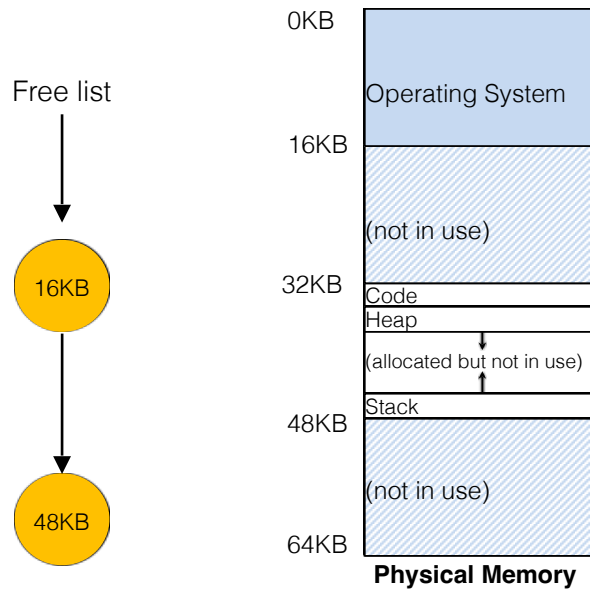 Free list
16KB
48KB
0KB
Operating System
16KB
(not in use)
32KB
Code
Heap
(allocated but not in use)
Stack
48KB
(not in use)
64KB
Physical Memory